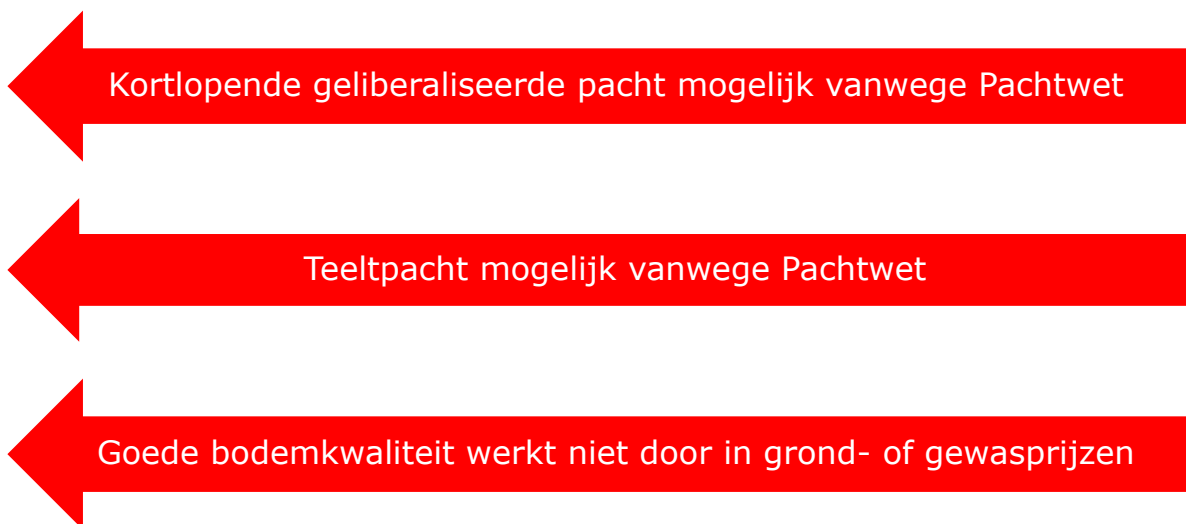 Kortlopende geliberaliseerde pacht mogelijk vanwege Pachtwet
Teeltpacht mogelijk vanwege Pachtwet
Goede bodemkwaliteit werkt niet door in grond- of gewasprijzen